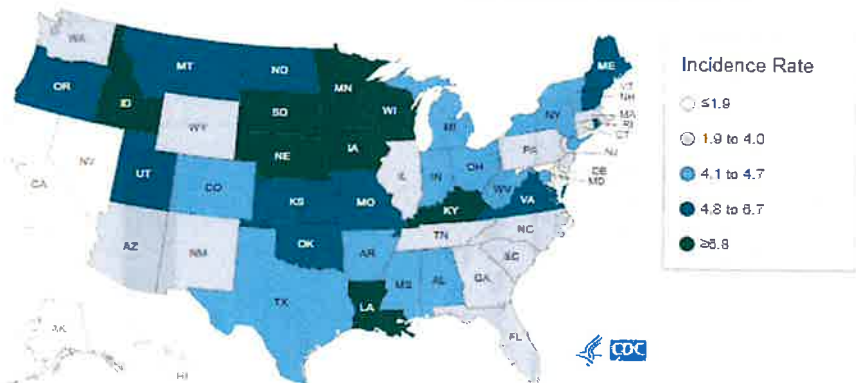 WA
MT
ND
MN
ME
OR
ID
SD
WI
WY
MI
NY
VT
NH
MA
RI
CT
NV
NE
IA
PA
NJ
CA
UT
CO
IL
IN
OH
WV
DE
MD
KS
MO
KY
VA
AZ
NM
OK
AR
TN
NC
SC
TX
LA
MS
AL
GA
FL
AK
HI
CDC
Incidence Rate
≤1.9
1.9 to 4.0
4.1 to 4.7
4.8 to 6.7
≥6.8